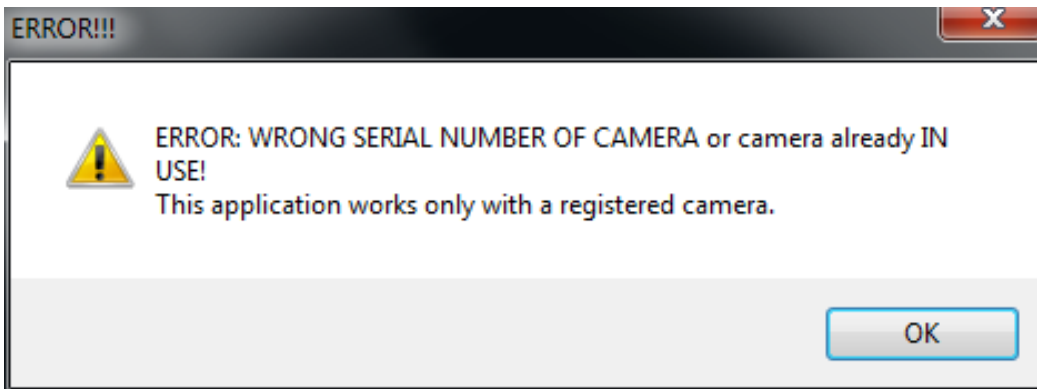 ERROR!!!
ERROR: WRONG SERIAL NUMBER OF CAMERA or camera already IN
USE!
This application works only with a registered camera.
OK